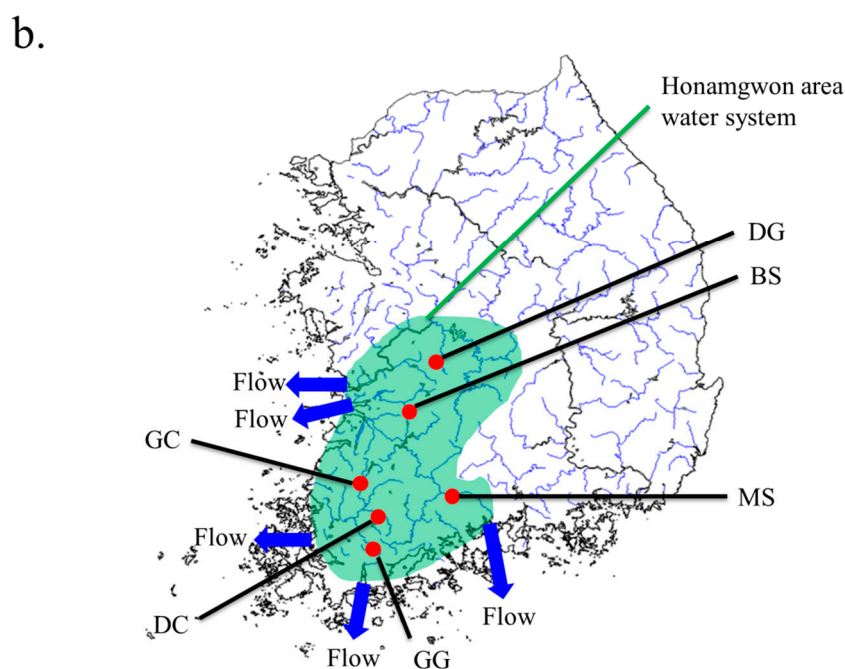 b.
Honamgwon area
water system
DG
BS
Flow
Flow
GC
MS
Flow
DC
Flow
GG
Flow